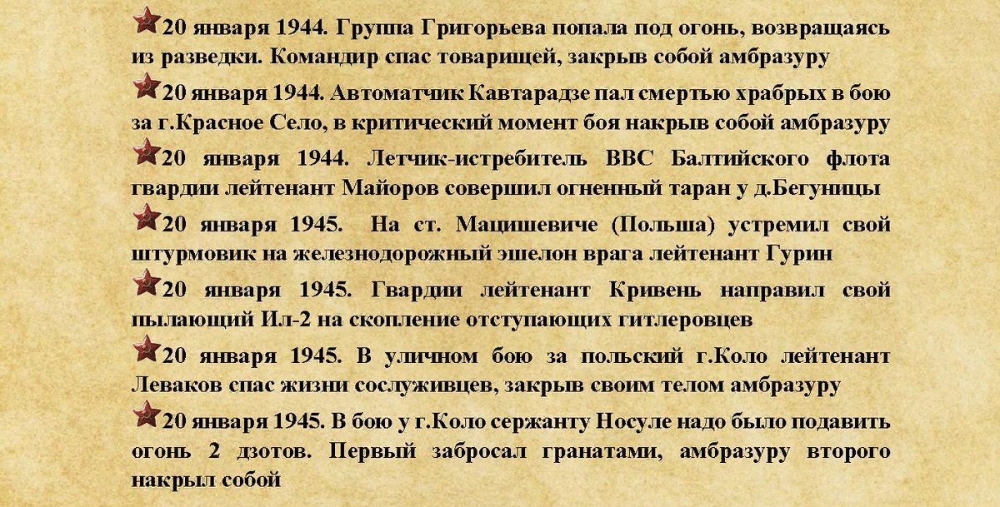 20 января 1944. Группа Григорьева попала под огонь, возвращаясь
из разведки. Командир спас товарищей, закрыв собой амбразуру
20 января 1944. Автоматчик Кавтарадзе пал смертью храбрых в бою
за г.Красное Село, в критический момент боя накрыв собой амбразуру
20 января 1944. Летчик-истребитель ВВС Балтийского флота
гвардии лейтенант Майоров совершил огненный таран у д.Бегуницы
20 января 1945. На ст. Мацишевиче (Польша) устремил свой
штурмовик на железнодорожный эшелон врага лейтенант Гурин
20 января 1945. Гвардии лейтенант Кривень направил свой
пылающий Ил-2 на скопление отступающих гитлеровцев
20 января 1945. В уличном бою за польский г.Коло лейтенант
Леваков спас жизни сослуживцев, закрыв своим телом амбразуру
20 января 1945. В бою у г.Коло сержанту Носуле надо было подавить
огонь 2 дзотов. Первый забросал гранатами, амбразуру второго
накрыл собой